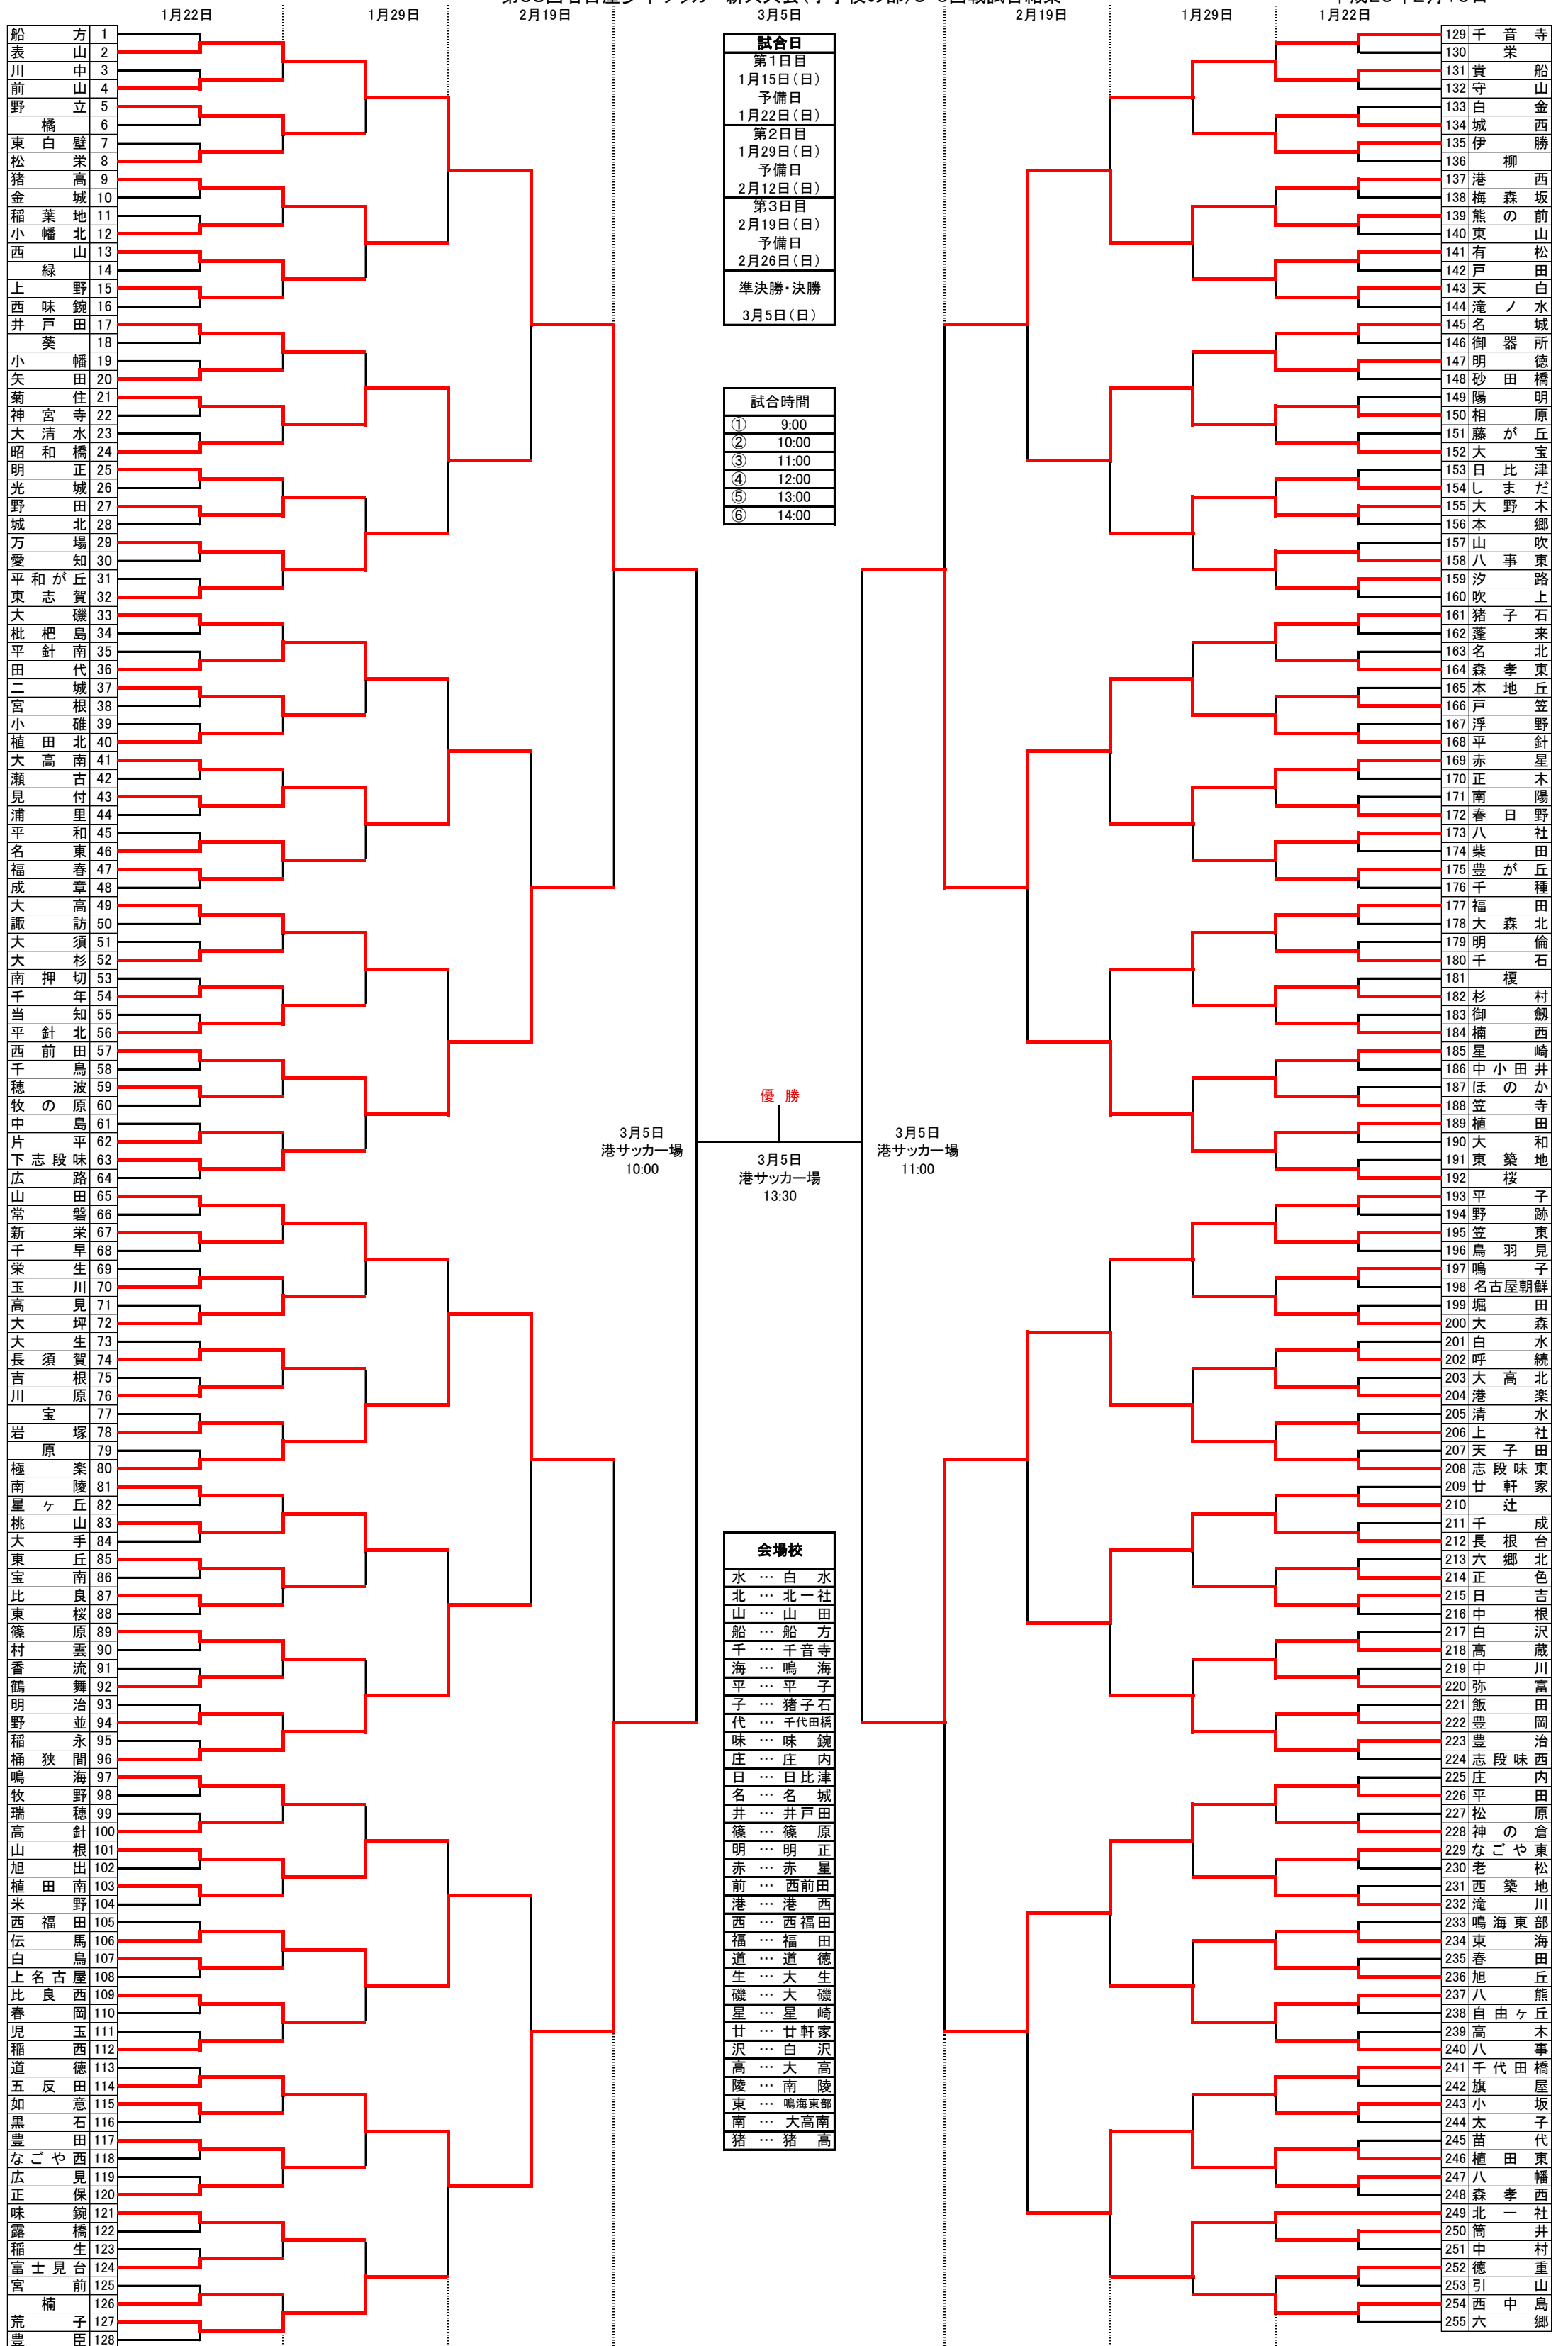 1月22日
1月29日
2月19日
3月5日
2月19日
1月29日
1月22日
船方 1
表山 2
川中 3
前山 4
野立 5
橘 6
東白壁 7
松栄 8
猪高 9
金城 10
稲葉地 11
小幡北 12
西山 13
緑 14
上野 15
西味鋺 16
井戸田 17
葵 18
小幡 19
矢田 20
菊住 21
神宮寺 22
大清水 23
昭和橋 24
明正 25
光城 26
野田 27
城北 28
万場 29
愛知 30
平和が丘 31
東志賀 32
大磯 33
枇杷島 34
平針南 35
田代 36
二城 37
宮根 38
小碓 39
植田北 40
大高南 41
瀬古 42
見付 43
浦里 44
平和 45
名東 46
福春 47
成章 48
大高 49
諏訪 50
大須 51
大杉 52
南押切 53
千年 54
当知 55
平針北 56
西前田 57
千鳥 58
穂波 59
牧の原 60
中島 61
片平 62
下志段味 63
広路 64
山田 65
常磐 66
新栄 67
千早 68
栄生 69
玉川 70
高見 71
大坪 72
大生 73
長須賀 74
吉根 75
川原 76
宝 77
岩塚 78
原 79
極楽 80
南陵 81
星ヶ丘 82
桃山 83
大手 84
東丘 85
宝南 86
比良 87
東桜 88
篠原 89
村雲 90
香流 91
鶴舞 92
明治 93
野並 94
稲永 95
桶狭間 96
鳴海 97
牧野 98
瑞穂 99
高針 100
山根 101
旭出 102
植田南 103
米野 104
西福田 105
伝馬 106
白鳥 107
上名古屋 108
比良西 109
春岡 110
児玉 111
稲西 112
道徳 113
五反田 114
如意 115
黒石 116
豊田 117
なごや西 118
広見 119
正保 120
味鋺 121
露橋 122
稲生 123
富士見台 124
宮前 125
楠 126
荒子 127
豊臣 128
試合日
第1日目
1月15日(日)
予備日
1月22日(日)
第2日目
1月29日(日)
予備日
2月12日(日)
第3日目
2月19日(日)
予備日
2月26日(日)
準決勝・決勝
3月5日(日)
試合時間
① 9:00
② 10:00
③ 11:00
④ 12:00
⑤ 13:00
⑥ 14:00
優勝
3月5日
港サッカー場
10:00
3月5日
港サッカー場
13:30
3月5日
港サッカー場
11:00
会場校
水 … 白水
北 … 北一社
山 … 山田
船 … 船方
千 … 千音寺
海 … 鳴海
平 … 平子
子 … 猪子石
代 … 千代田橋
味 … 味鋺
庄 … 庄内
日 … 日比津
名 … 名城
井 … 井戸田
篠 … 篠原
明 … 明正
赤 … 赤星
前 … 西前田
港 … 港西
西 … 西福田
福 … 福田
道 … 道徳
生 … 大生
磯 … 大磯
星 … 星崎
廿 … 廿軒家
沢 … 白沢
高 … 大高
陵 … 南陵
東 … 鳴海東部
南 … 大高南
猪 … 猪高
129 千音寺
130 栄
131 貴船
132 守山
133 白金
134 城西
135 伊勝
136 柳
137 港西
138 梅森坂
139 熊の前
140 東山
141 有松
142 戸田
143 天白
144 滝ノ水
145 名城
146 御器所
147 明徳
148 砂田橋
149 陽明
150 相原
151 藤が丘
152 大宝
153 日比津
154 しまだ
155 大野木
156 本郷
157 山吹
158 八事東
159 汐路
160 吹上
161 猪子石
162 蓬来
163 名北
164 森孝東
165 本地丘
166 戸笠
167 浮野
168 平針
169 赤星
170 正木
171 南陽
172 春日野
173 八社
174 柴田
175 豊が丘
176 千種
177 福田
178 大森北
179 明倫
180 千石
181 榎
182 杉村
183 御劔
184 楠西
185 星崎
186 中小田井
187 ほのか
188 笠寺
189 植田
190 大和
191 東築地
192 桜
193 平子
194 野跡
195 笠東
196 鳥羽見
197 鳴子
198 名古屋朝鮮
199 堀田
200 大森
201 白水
202 呼続
203 大高北
204 港楽
205 清水
206 上社
207 天子田
208 志段味東
209 廿軒家
210 辻
211 千成
212 長根台
213 六郷北
214 正色
215 日吉
216 中根
217 白沢
218 高蔵
219 中川
220 弥富
221 飯田
222 豊岡
223 豊治
224 志段味西
225 庄内
226 平田
227 松原
228 神の倉
229 なごや東
230 老松
231 西築地
232 滝川
233 鳴海東部
234 東海
235 春田
236 旭丘
237 八熊
238 自由ヶ丘
239 高木
240 八事
241 千代田橋
242 旗屋
243 小坂
244 太子
245 苗代
246 植田東
247 八幡
248 森孝西
249 北一社
250 筒井
251 中村
252 徳重
253 引山
254 西中島
255 六郷